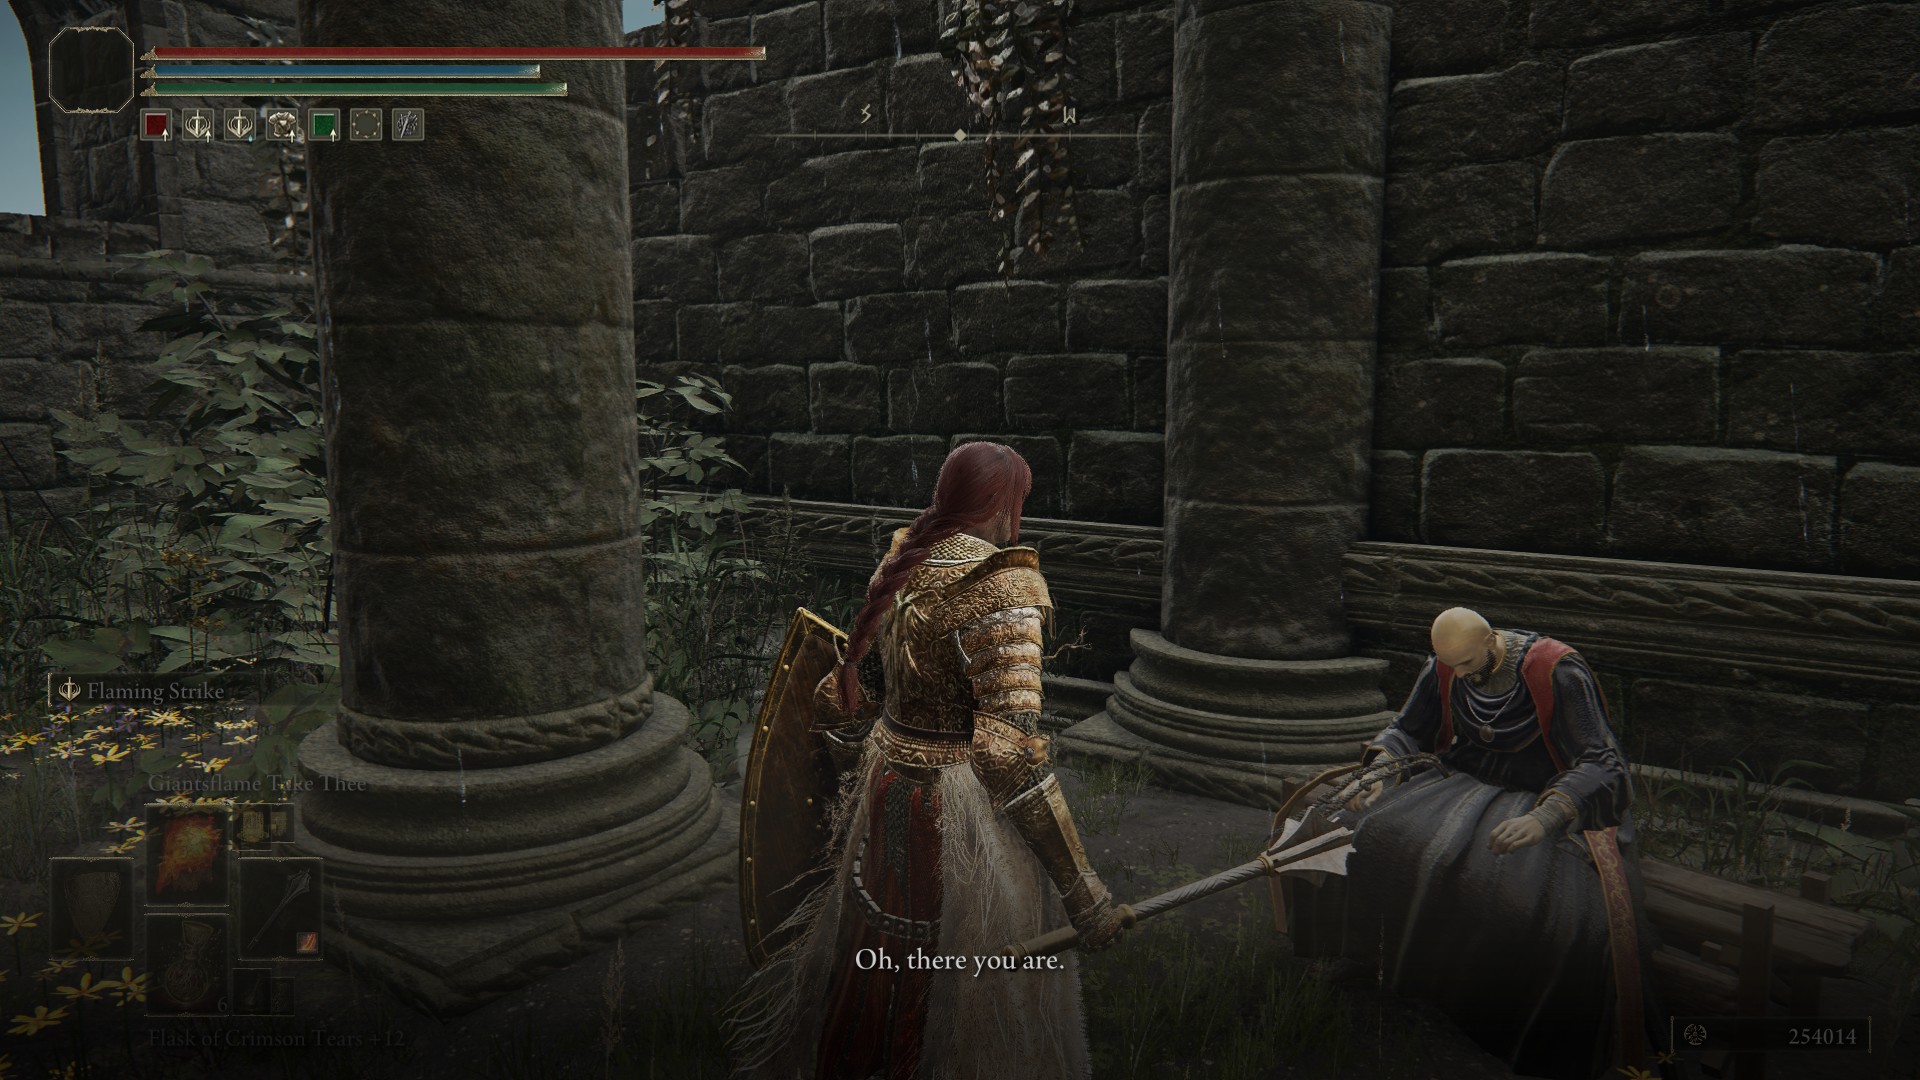 S
W
Flaming Strike
Giantsflame Take Thee
6
Flask of Crimson Tears +12
Oh, there you are.
254014